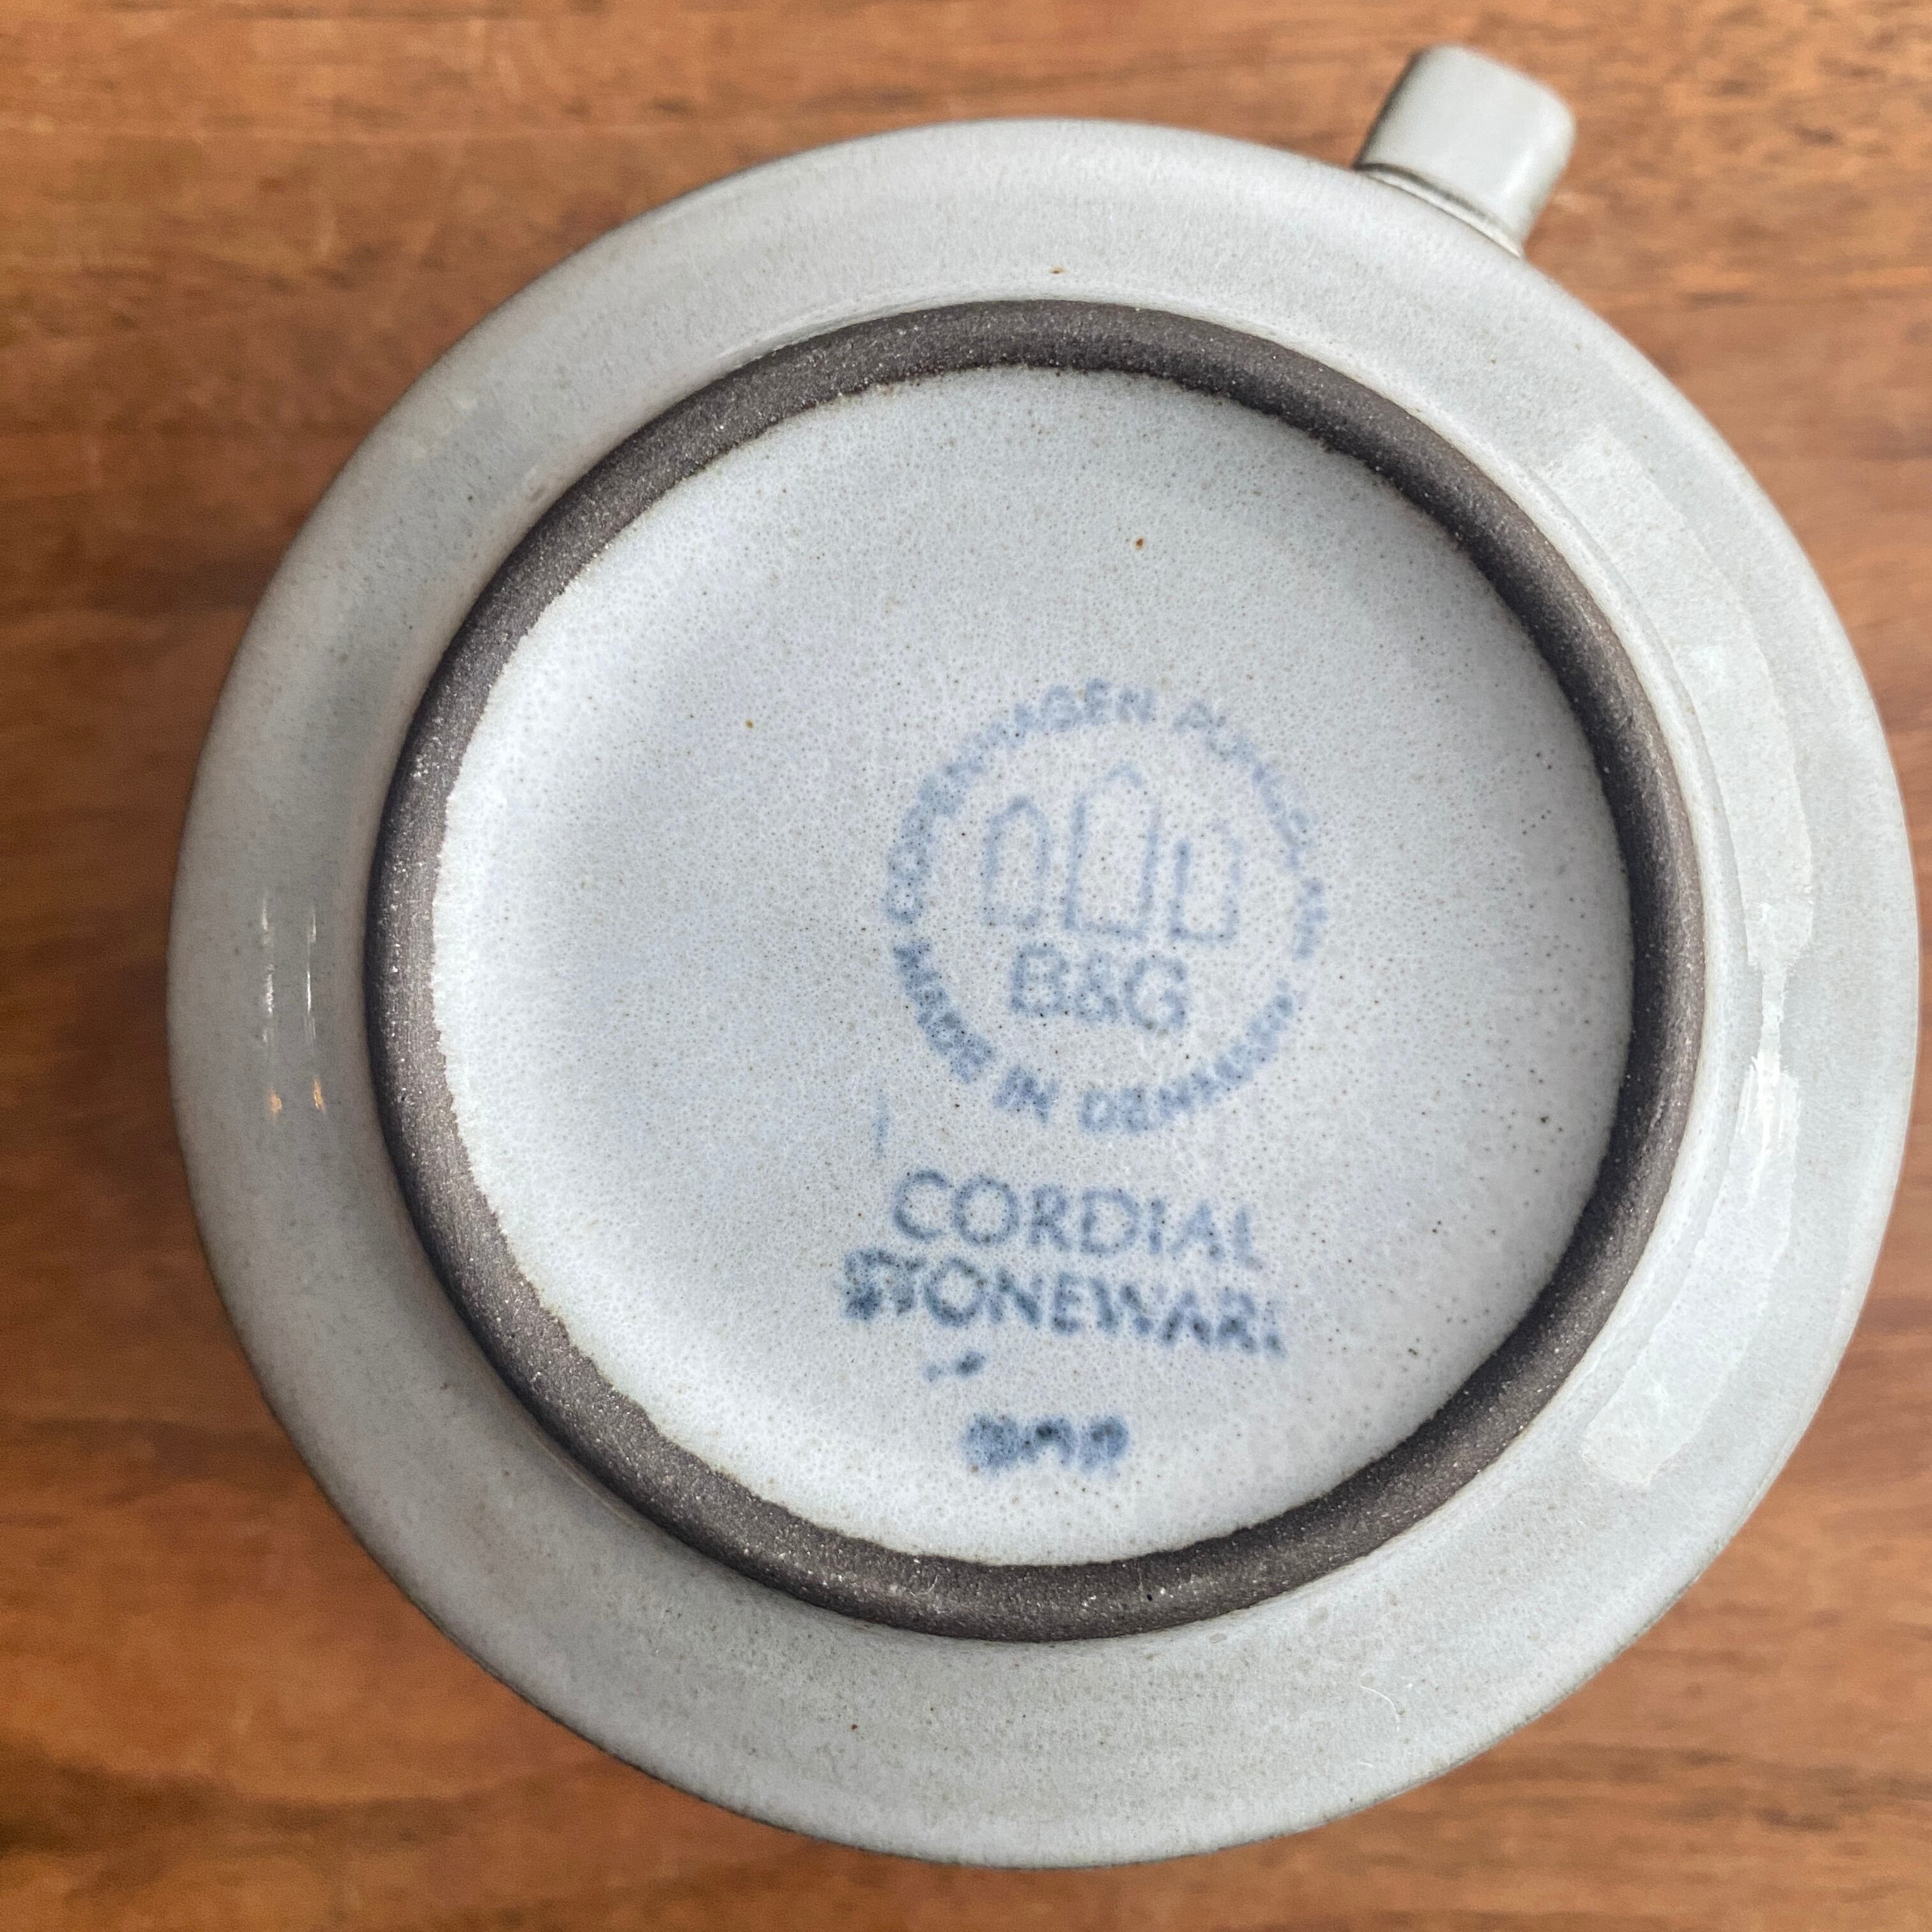 COPENHAGEN PORCELAIN
B&G
MADE IN DENMARK
CORDIAL
STONEWARE